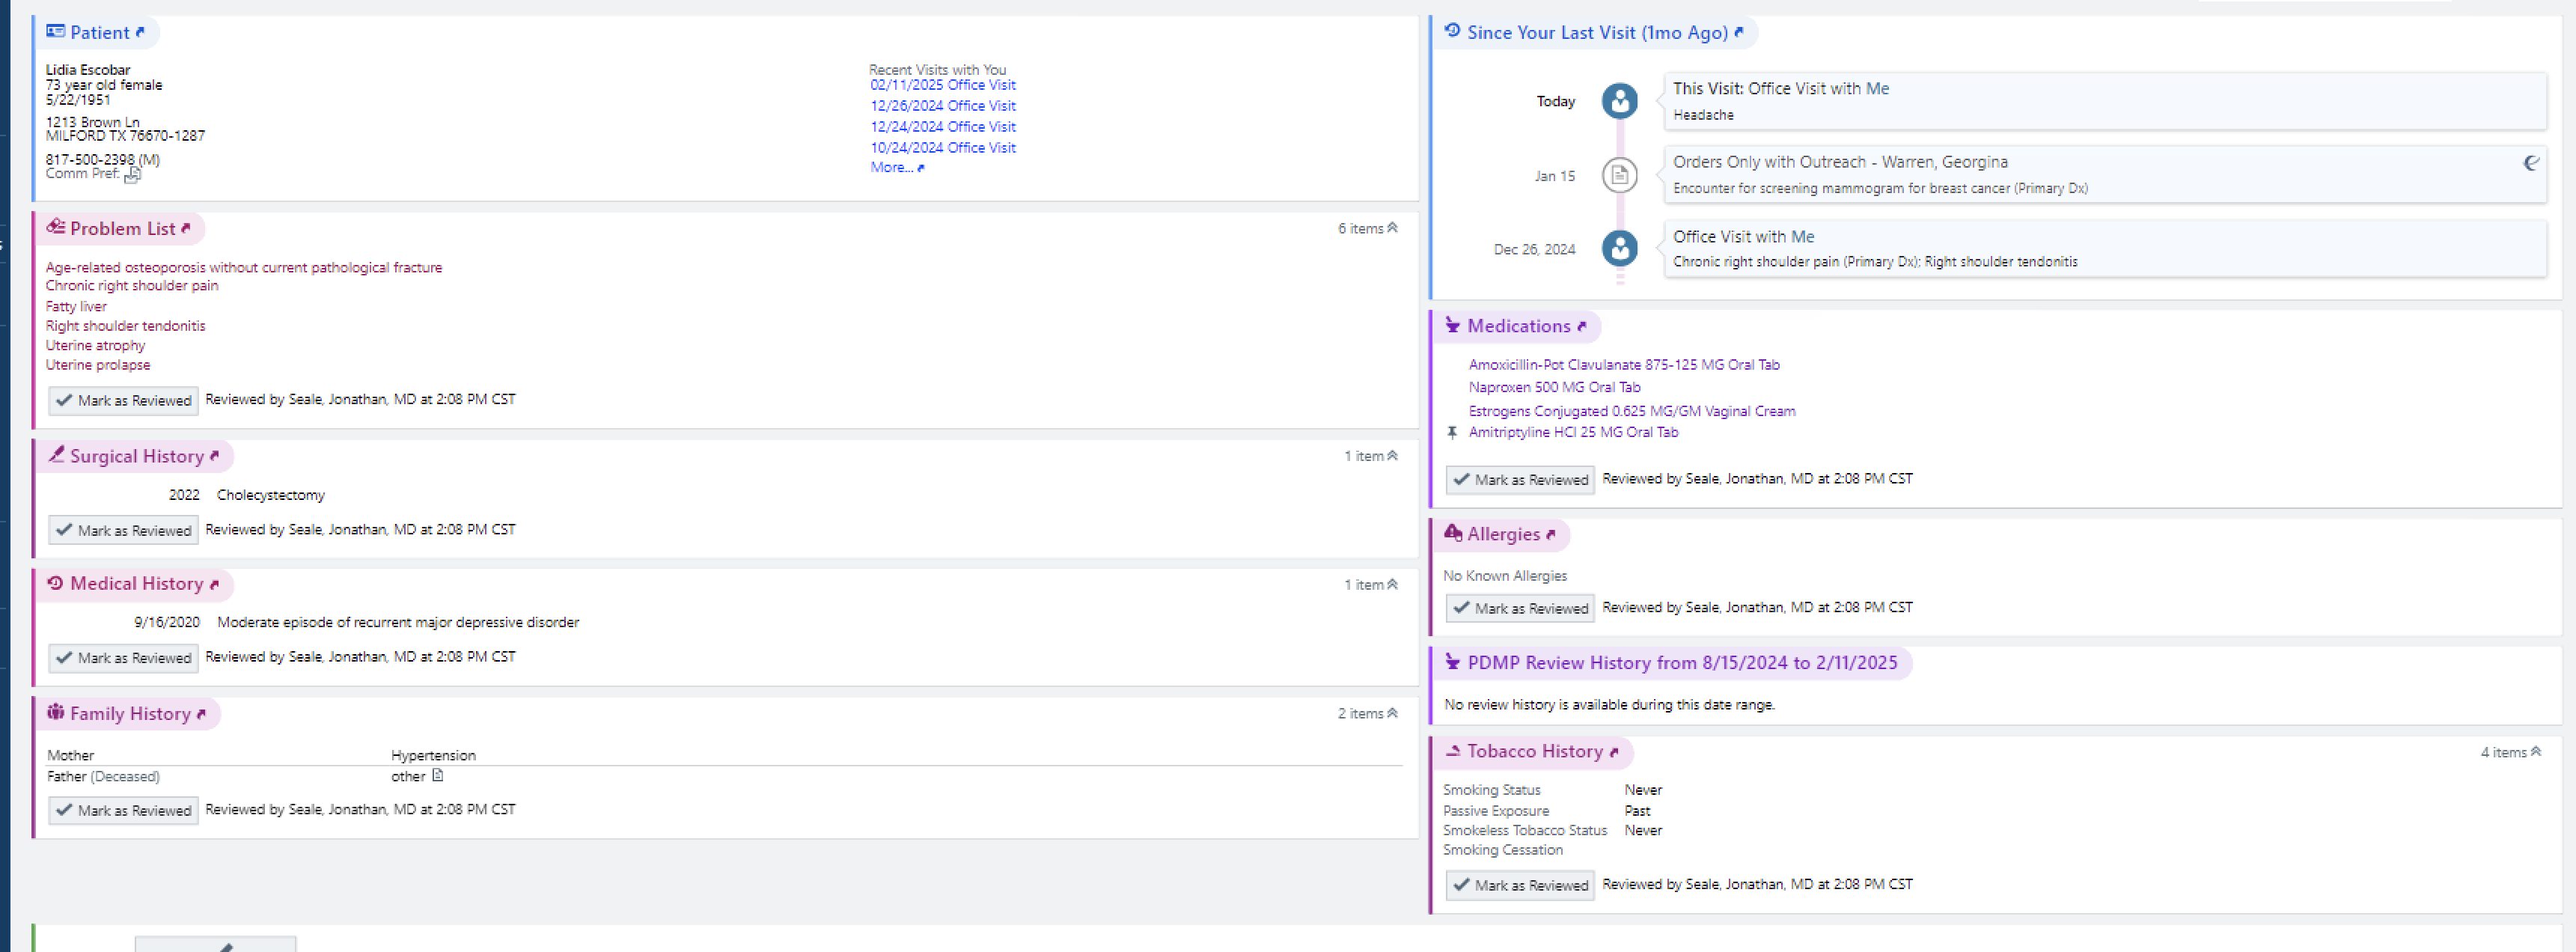 Patient
Lidia Escobar
73 year old female
5/22/1951
1213 Brown Ln
MILFORD TX 76670-1287
817-500-2398 (M)
Comm Pref:
Recent Visits with You
02/11/2025 Office Visit
12/26/2024 Office Visit
12/24/2024 Office Visit
10/24/2024 Office Visit
More...
Problem List
6 items
Age-related osteoporosis without current pathological fracture
Chronic right shoulder pain
Fatty liver
Right shoulder tendonitis
Uterine atrophy
Uterine prolapse
Mark as Reviewed Reviewed by Seale, Jonathan, MD at 2:08 PM CST
Surgical History
1 item
2022 Cholecystectomy
Mark as Reviewed Reviewed by Seale, Jonathan, MD at 2:08 PM CST
Medical History
1 item
9/16/2020 Moderate episode of recurrent major depressive disorder
Mark as Reviewed Reviewed by Seale, Jonathan, MD at 2:08 PM CST
Family History
2 items
Mother Hypertension
Father (Deceased) other
Mark as Reviewed Reviewed by Seale, Jonathan, MD at 2:08 PM CST
Since Your Last Visit (1mo Ago)
Today
This Visit: Office Visit with Me
Headache
Jan 15
Orders Only with Outreach - Warren, Georgina
Encounter for screening mammogram for breast cancer (Primary Dx)
Dec 26, 2024
Office Visit with Me
Chronic right shoulder pain (Primary Dx); Right shoulder tendonitis
Medications
Amoxicillin-Pot Clavulanate 875-125 MG Oral Tab
Naproxen 500 MG Oral Tab
Estrogens Conjugated 0.625 MG/GM Vaginal Cream
Amitriptyline HCl 25 MG Oral Tab
Mark as Reviewed Reviewed by Seale, Jonathan, MD at 2:08 PM CST
Allergies
No Known Allergies
Mark as Reviewed Reviewed by Seale, Jonathan, MD at 2:08 PM CST
PDMP Review History from 8/15/2024 to 2/11/2025
No review history is available during this date range.
Tobacco History
4 items
Smoking Status Never
Passive Exposure Past
Smokeless Tobacco Status Never
Smoking Cessation
Mark as Reviewed Reviewed by Seale, Jonathan, MD at 2:08 PM CST